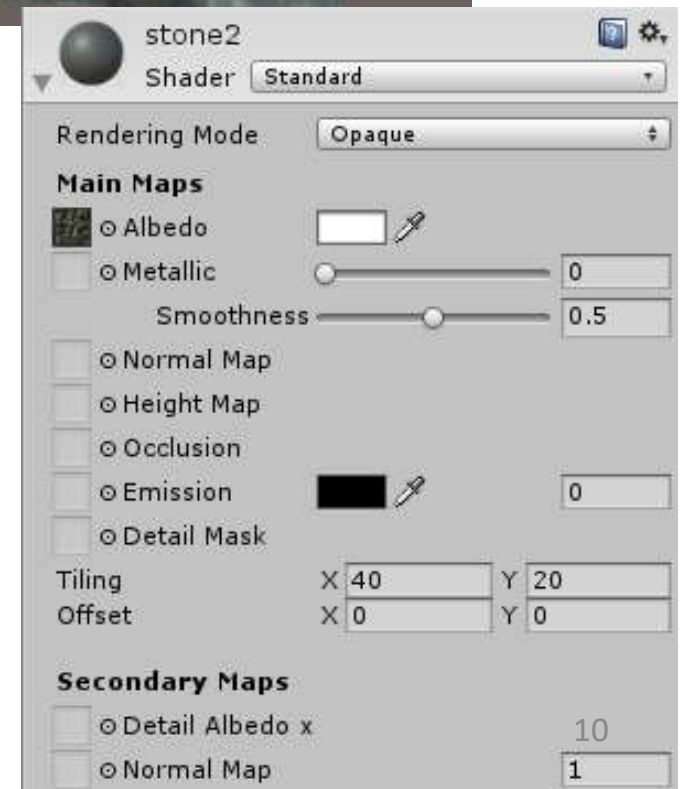 stone2
Shader Standard
Rendering Mode Opaque
Main Maps
Albedo
Metallic 0
Smoothness 0.5
Normal Map
Height Map
Occlusion
Emission 0
Detail Mask
Tiling X 40 Y 20
Offset X 0 Y 0
Secondary Maps
Detail Albedo x
10
Normal Map 1